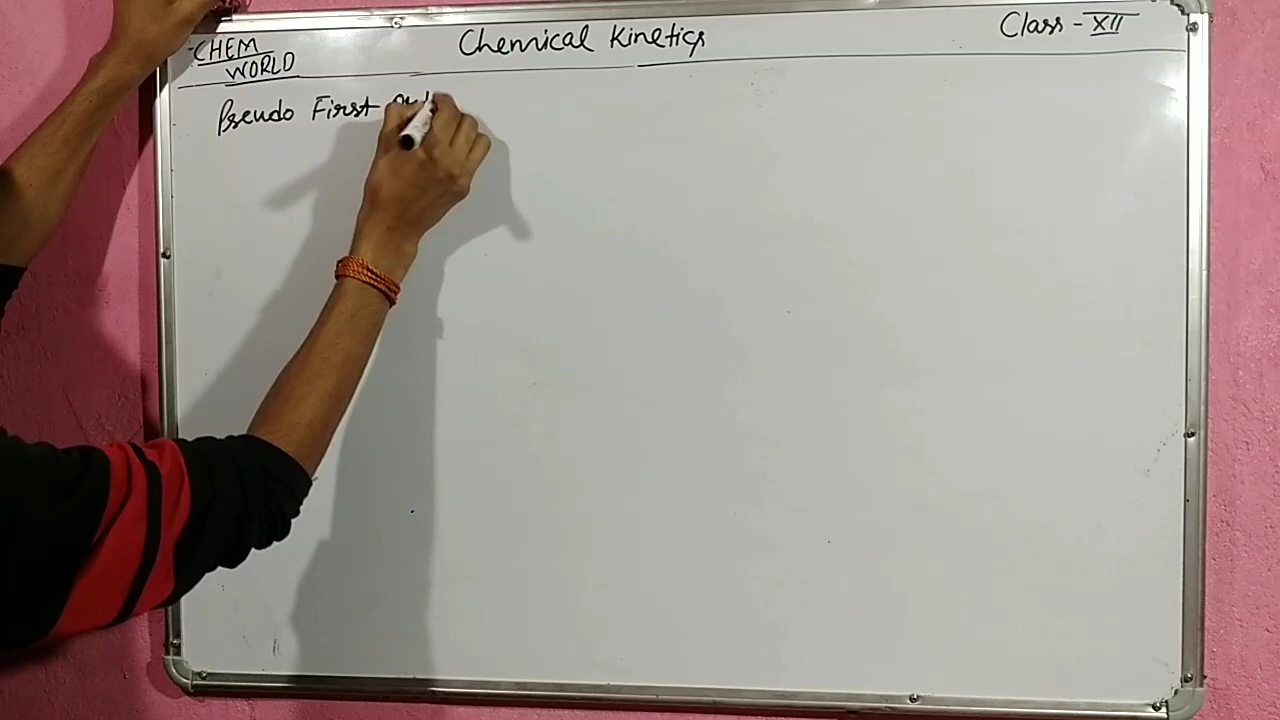 CHEM
WORLD
Chemical Kinetics
Class - XII
Pseudo First